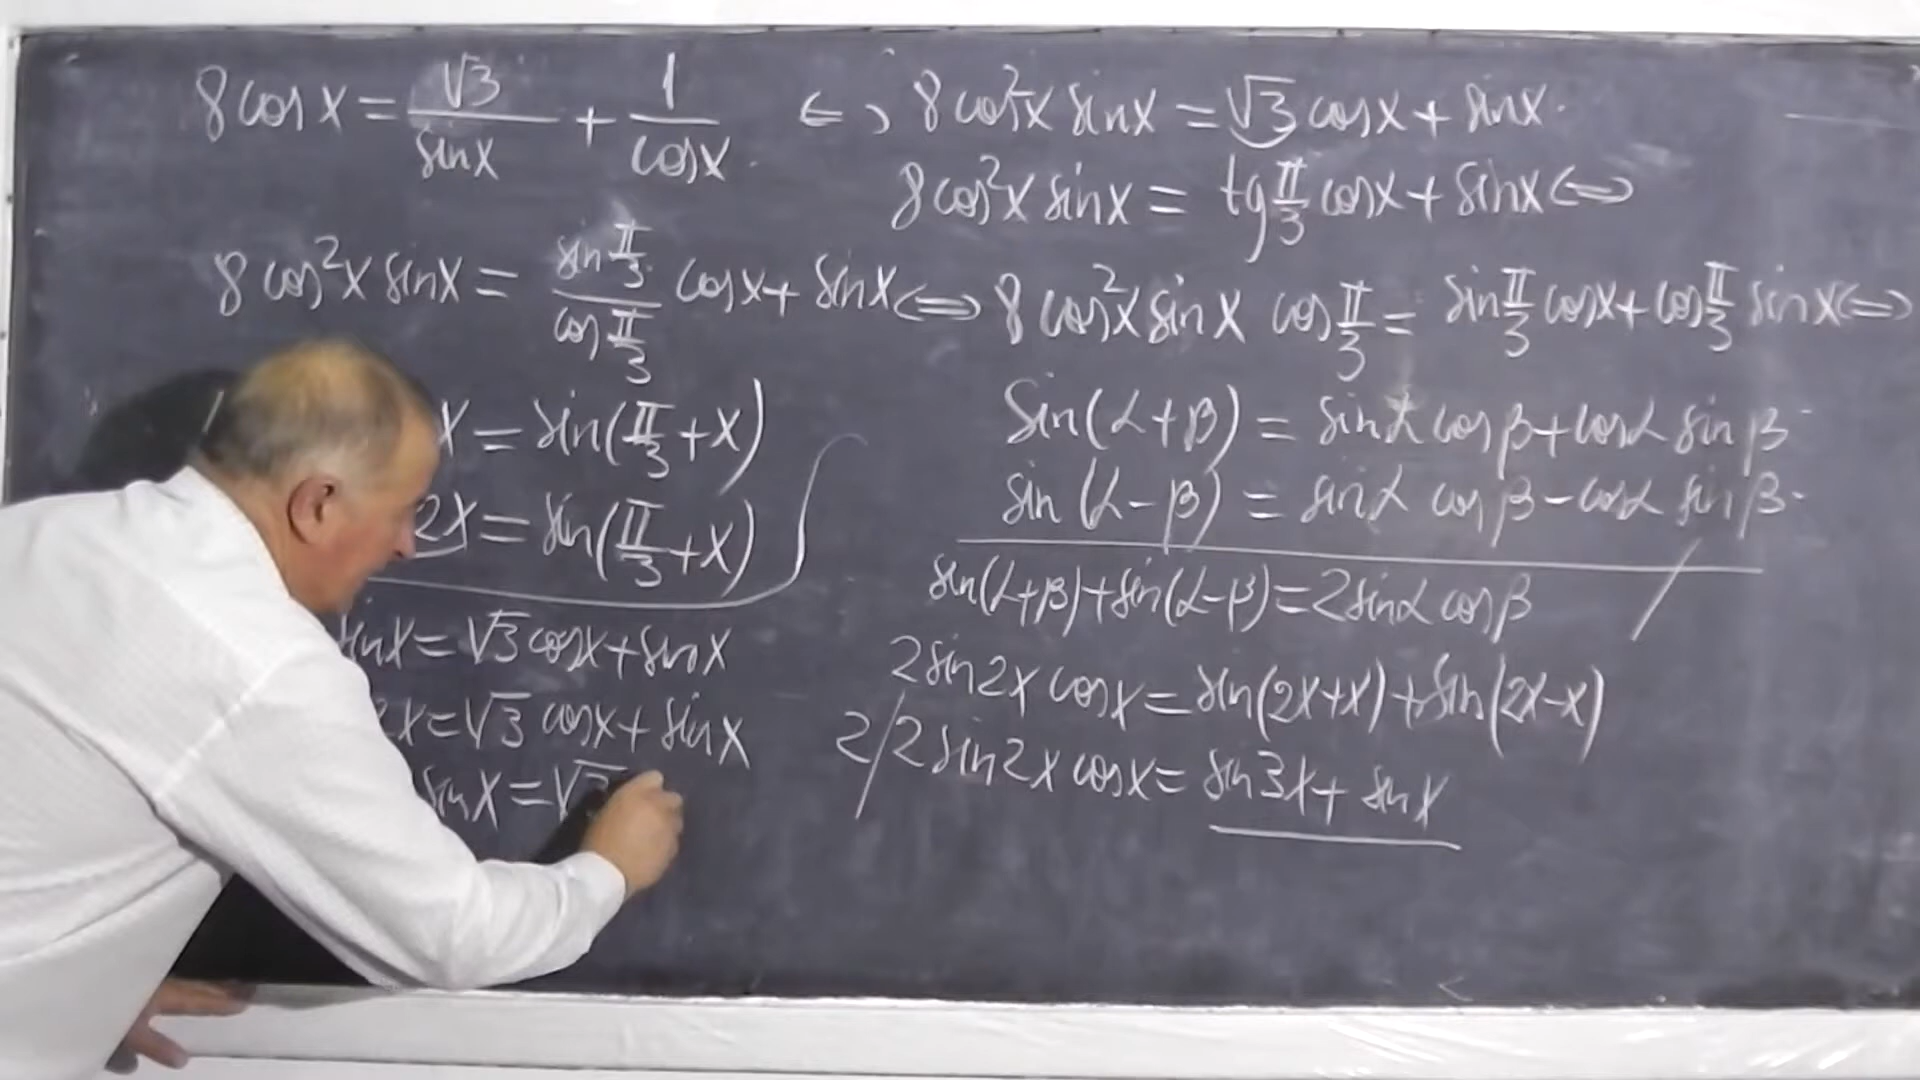 8 cos x = √3/sin x + 1/cos x ⇔ 8 cos²x sin x = √3 cos x + sin x.
8 cos²x sin x = tg π/3 cos x + sin x ⇔
8 cos²x sin x = (sin π/3)/(cos π/3) cos x + sin x ⇔ 8 cos²x sin x cos π/3 = sin π/3 cos x + cos π/3 sin x ⇔
x = sin(π/3 + x)
2x = sin(π/3 + x)
sin x = √3 cos x + sin x
2x = √3 cos x + sin x
sin x = √3
sin(α+β) = sin α cos β + cos α sin β
sin(α-β) = sin α cos β - cos α sin β
sin(α+β) + sin(α-β) = 2 sin α cos β /
2 sin 2x cos x = sin(2x+x) + sin(2x-x)
2/2 sin 2x cos x = sin 3x + sin x